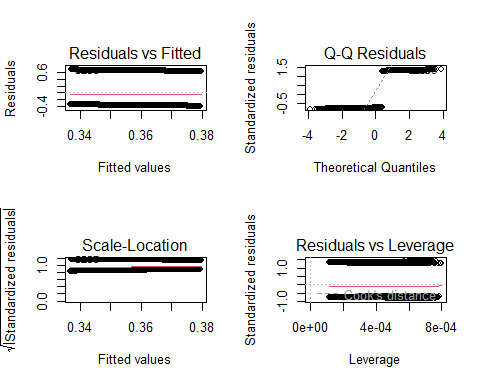 Residuals vs Fitted
Residuals
-0.4 0.6
0.34 0.36 0.38
Fitted values
Q-Q Residuals
Standardized residuals
-0.5 1.5
-4 -2 0 2 4
Theoretical Quantiles
Scale-Location
√|Standardized residuals|
0.0 1.0
0.34 0.36 0.38
Fitted values
Residuals vs Leverage
Standardized residuals
-1.0 1.0
Cook's distance
0e+00 4e-04 8e-04
Leverage